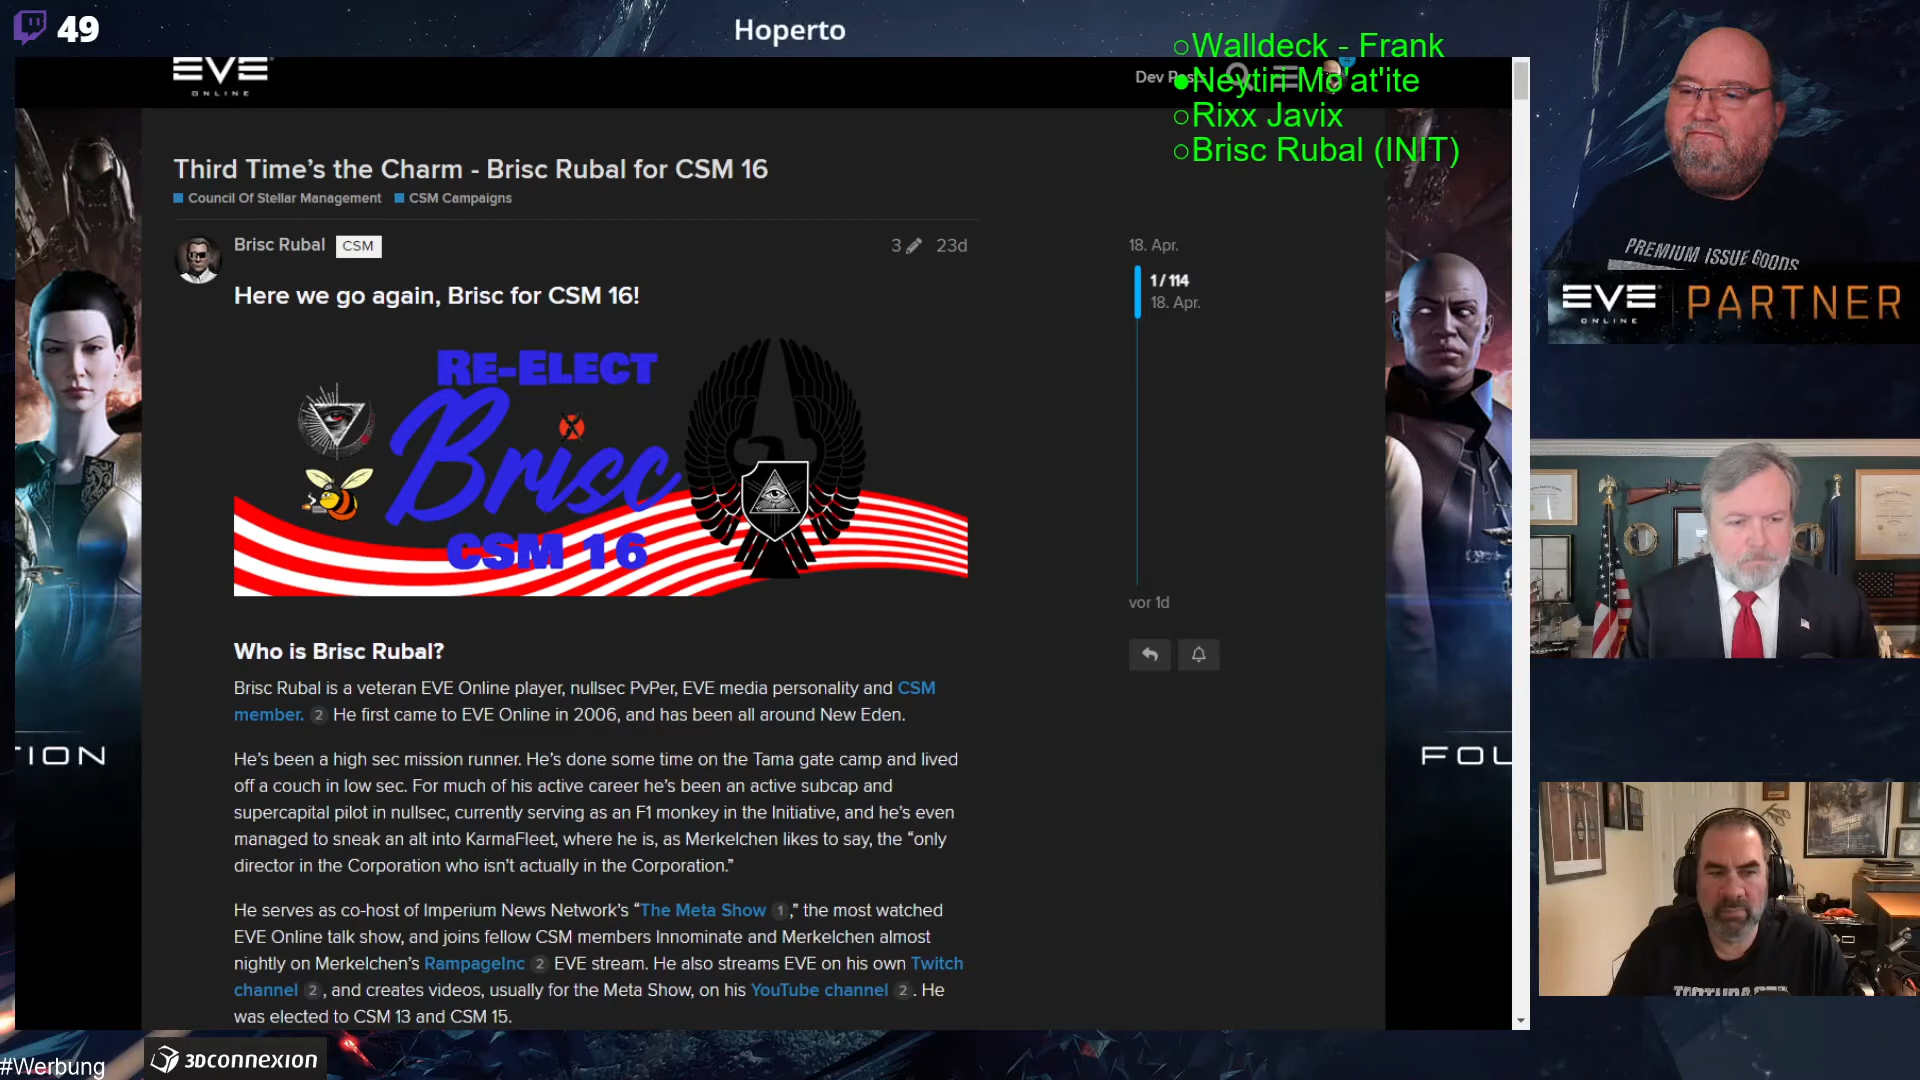 49
Hoperto
○Walldeck - Frank
●Neytiri Mo'at'ite
○Rixx Javix
○Brisc Rubal (INIT)
EVE
ONLINE
Dev
Third Time's the Charm - Brisc Rubal for CSM 16
Council Of Stellar Management CSM Campaigns
Brisc Rubal CSM 3 23d
Here we go again, Brisc for CSM 16!
RE-ELECT
Brisc
CSM 16
18. Apr.
1 / 114
18. Apr.
vor 1d
Who is Brisc Rubal?
Brisc Rubal is a veteran EVE Online player, nullsec PvPer, EVE media personality and CSM
member. 2 He first came to EVE Online in 2006, and has been all around New Eden.
He's been a high sec mission runner. He's done some time on the Tama gate camp and lived
off a couch in low sec. For much of his active career he's been an active subcap and
supercapital pilot in nullsec, currently serving as an F1 monkey in the Initiative, and he's even
managed to sneak an alt into KarmaFleet, where he is, as Merkelchen likes to say, the “only
director in the Corporation who isn't actually in the Corporation.”
He serves as co-host of Imperium News Network's “The Meta Show 1,” the most watched
EVE Online talk show, and joins fellow CSM members Innominate and Merkelchen almost
nightly on Merkelchen's RampageInc 2 EVE stream. He also streams EVE on his own Twitch
channel 2, and creates videos, usually for the Meta Show, on his YouTube channel 2. He
was elected to CSM 13 and CSM 15.
TION
FOU
PREMIUM ISSUE GOODS
EVE
ONLINE
PARTNER
#Werbung
3DCONNEXION